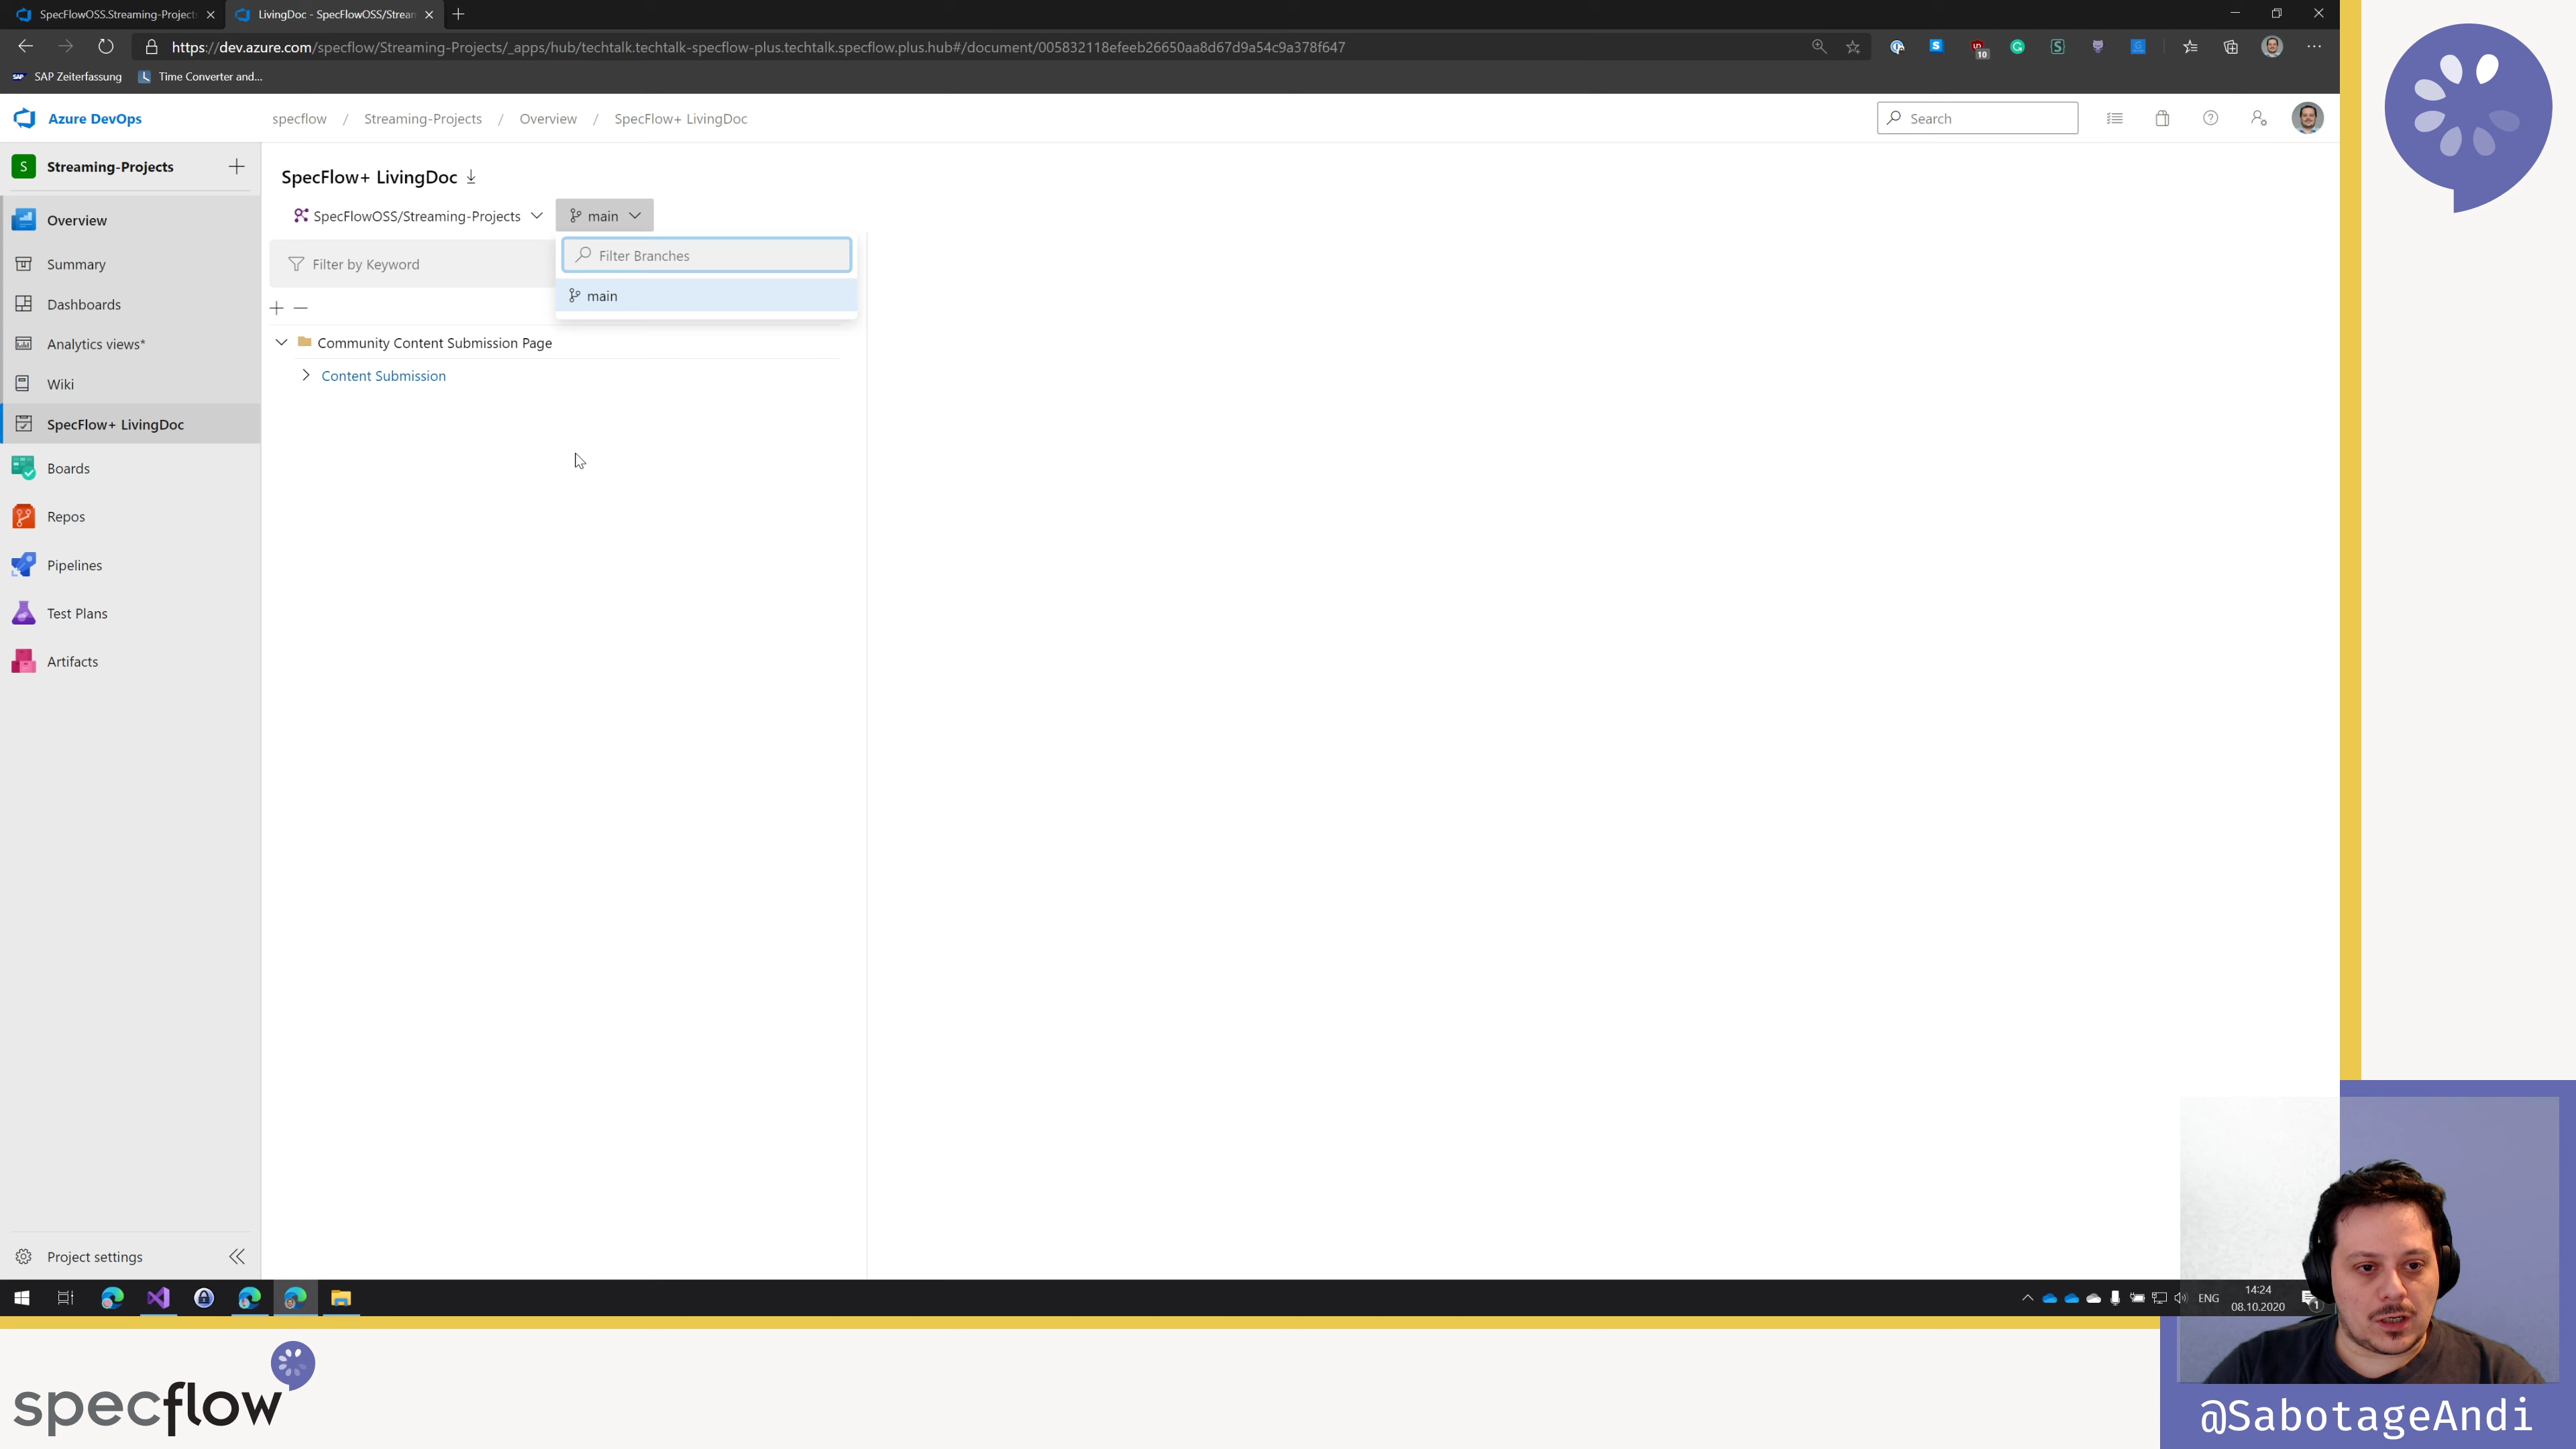 SpecFlowOSS.Streaming-Project
LivingDoc - SpecFlowOSS/Stream
https://dev.azure.com/specflow/Streaming-Projects/_apps/hub/techtalk.techtalk-specflow-plus.techtalk.specflow.plus.hub#/document/005832118efeeb26650aa8d67d9a54c9a378f647
10
SAP SAP Zeiterfassung
Time Converter and...
Azure DevOps
specflow / Streaming-Projects / Overview / SpecFlow+ LivingDoc
Search
S Streaming-Projects
SpecFlow+ LivingDoc
SpecFlowOSS/Streaming-Projects
main
Overview
Filter Branches
Filter by Keyword
Summary
main
Dashboards
Analytics views*
Community Content Submission Page
Content Submission
Wiki
SpecFlow+ LivingDoc
Boards
Repos
Pipelines
Test Plans
Artifacts
Project settings
ENG
14:24
08.10.2020
1
specflow
@SabotageAndi